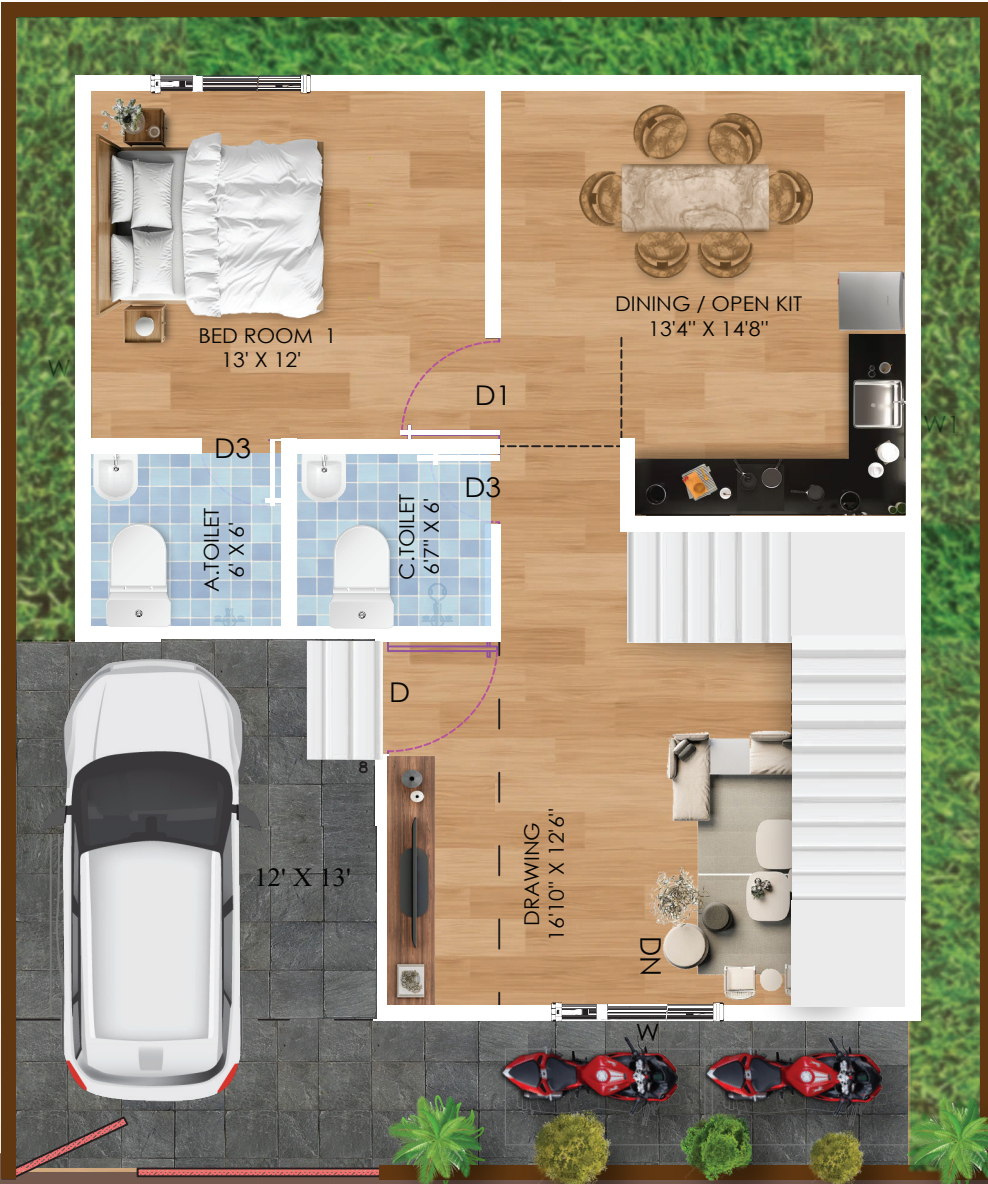 BED ROOM 1
13' X 12'
DINING / OPEN KIT
13'4" X 14'8"
W
D1
W1
D3
D3
A.TOILET
6' X 6'
C.TOILET
6'7" X 6'
D
8
12' X 13'
DRAWING
16'10" X 12'6"
DN
W